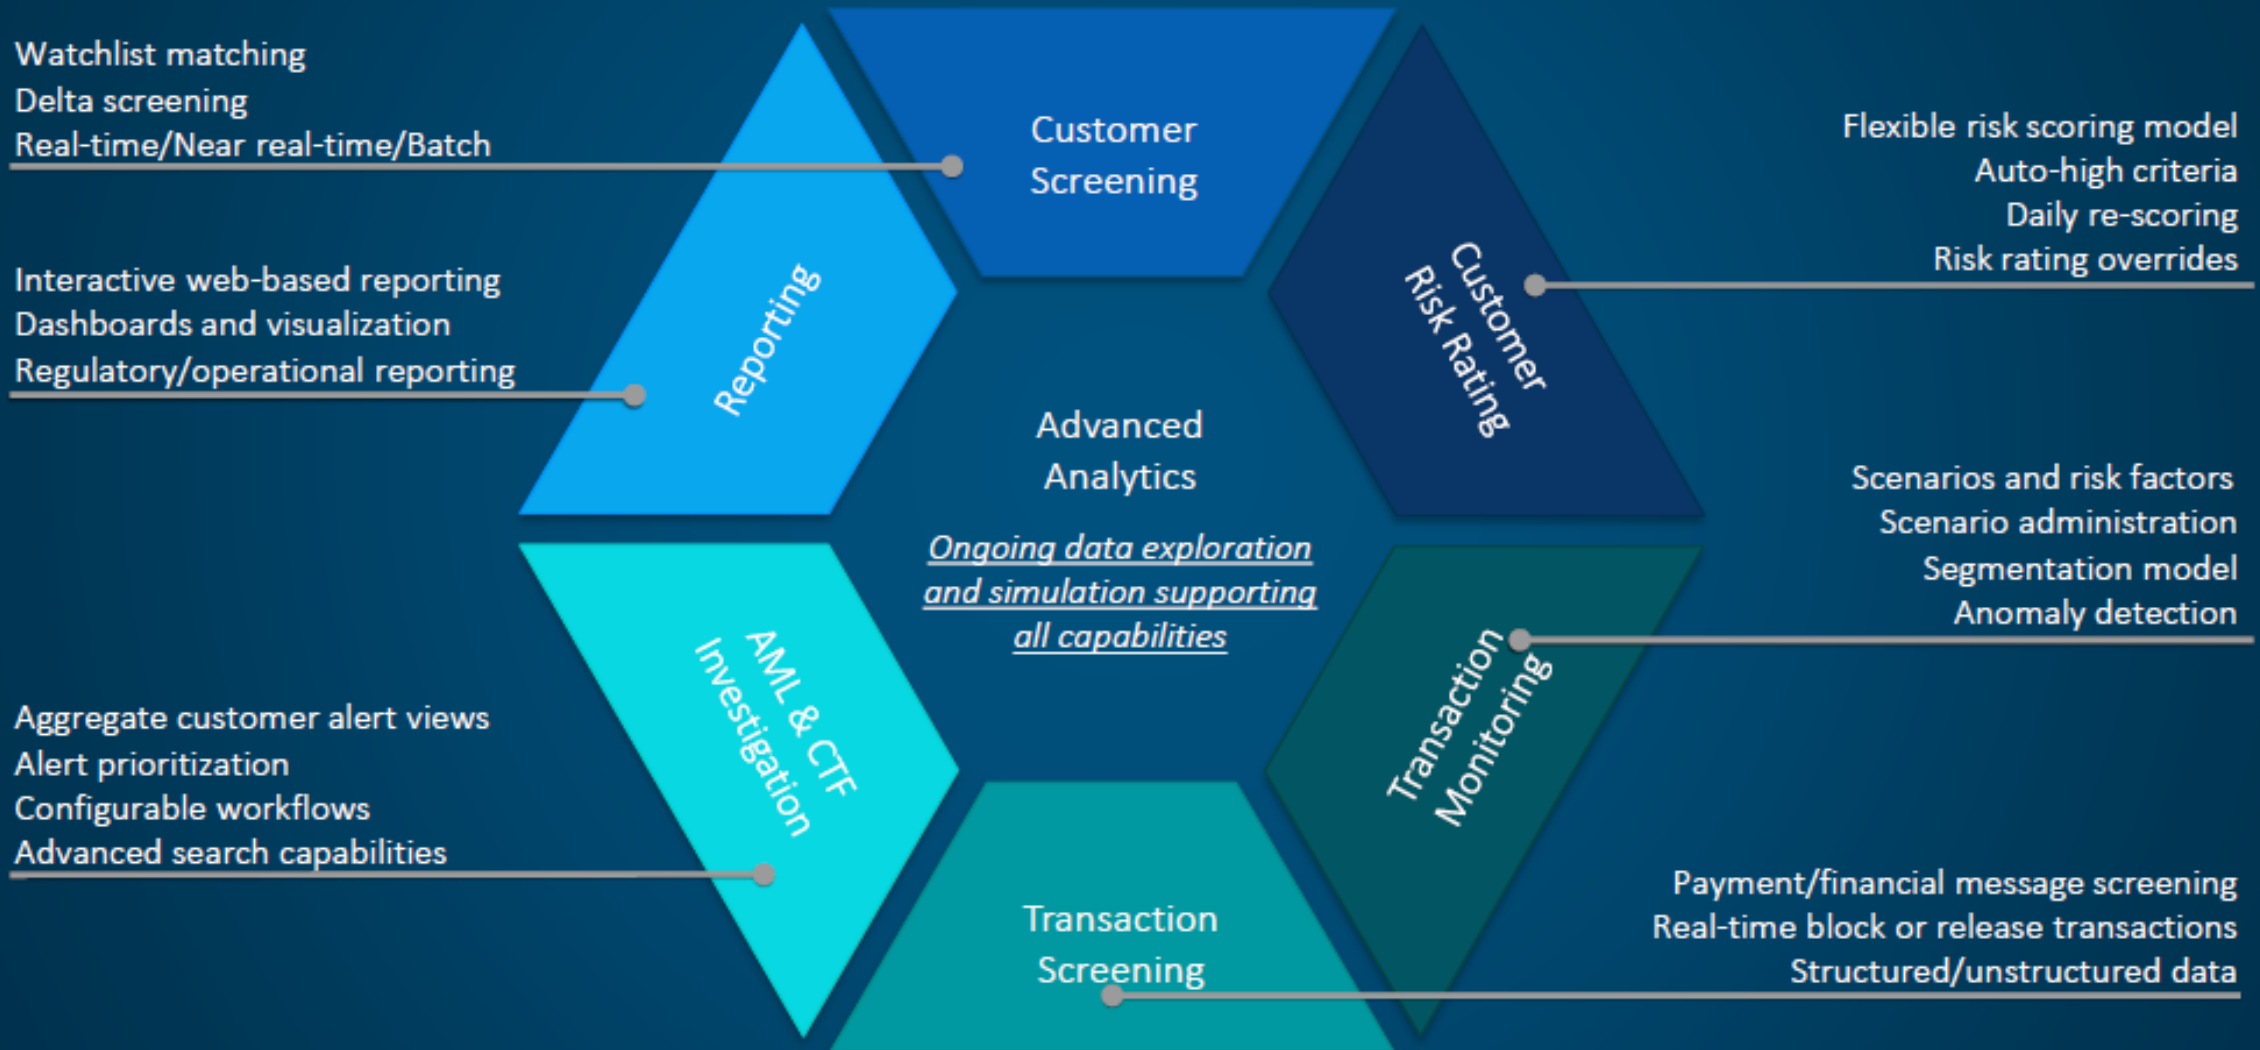 Watchlist matching
Delta screening
Real-time/Near real-time/Batch
Customer
Screening
Flexible risk scoring model
Auto-high criteria
Daily re-scoring
Risk rating overrides
Customer
Risk Rating
Interactive web-based reporting
Dashboards and visualization
Regulatory/operational reporting
Reporting
Advanced
Analytics
Ongoing data exploration
and simulation supporting
all capabilities
Scenarios and risk factors
Scenario administration
Segmentation model
Anomaly detection
Transaction
Monitoring
Aggregate customer alert views
Alert prioritization
Configurable workflows
Advanced search capabilities
AML & CTF
Investigation
Transaction
Screening
Payment/financial message screening
Real-time block or release transactions
Structured/unstructured data